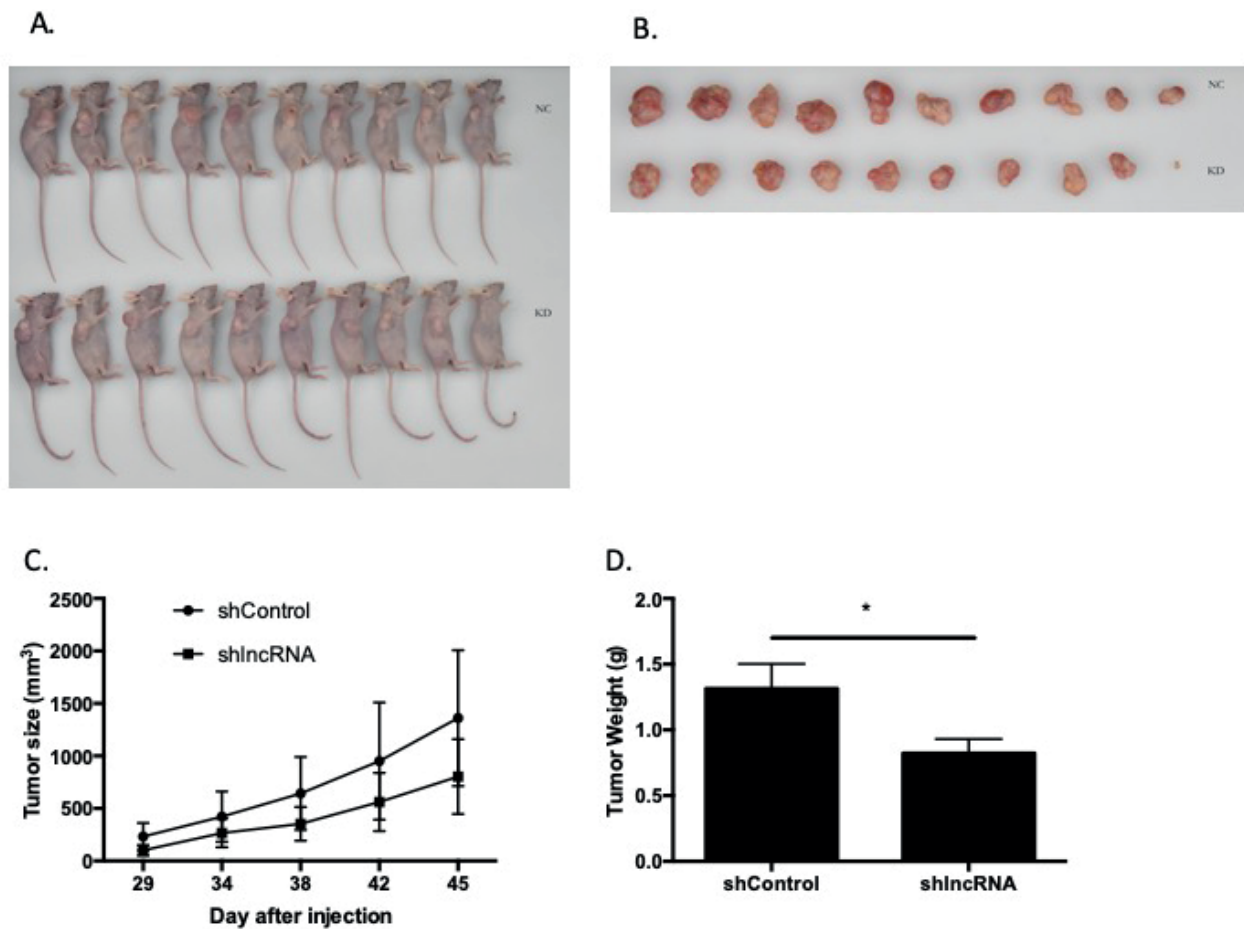 A.
B.
NC
KD
NC
KD
C.
2500
2000
1500
1000
500
0
Tumor size (mm³)
shControl
shlncRNA
29 34 38 42 45
Day after injection
D.
2.0
1.5
1.0
0.5
0.0
Tumor Weight (g)
*
shControl shlncRNA